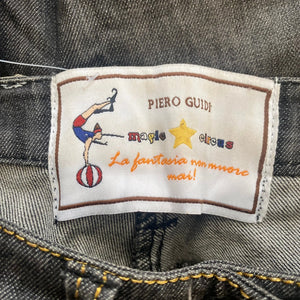 PIERO GUIDI
magic circus
La fantasia non muore
mai!